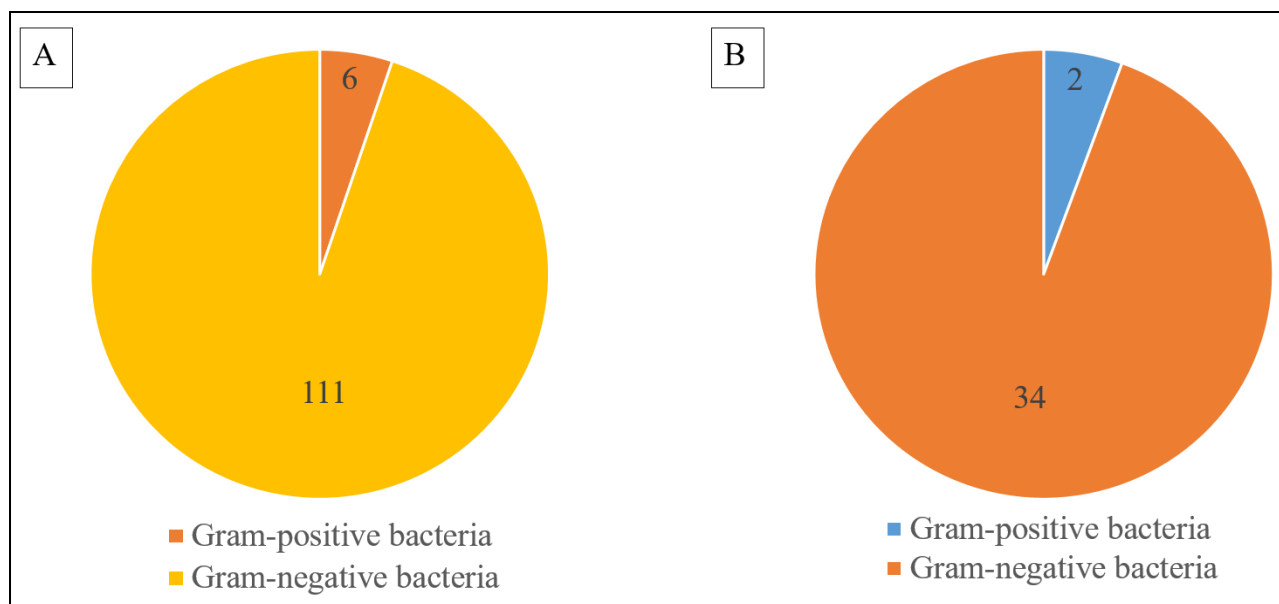 A
6
111
Gram-positive bacteria
Gram-negative bacteria
B
2
34
Gram-positive bacteria
Gram-negative bacteria